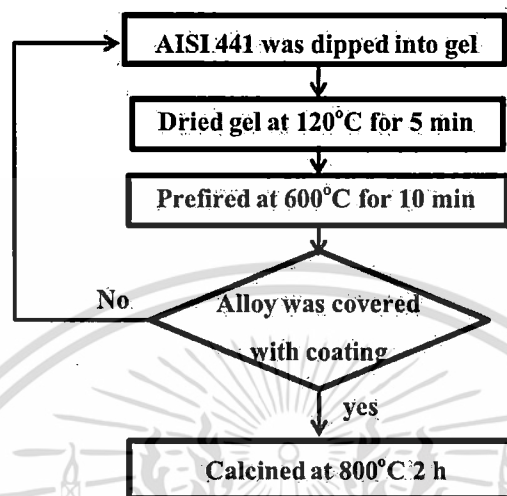 AISI 441 was dipped into gel
Dried gel at 120°C for 5 min
Prefired at 600°C for 10 min
No
Alloy was covered
with coating
yes
Calcined at 800°C 2 h